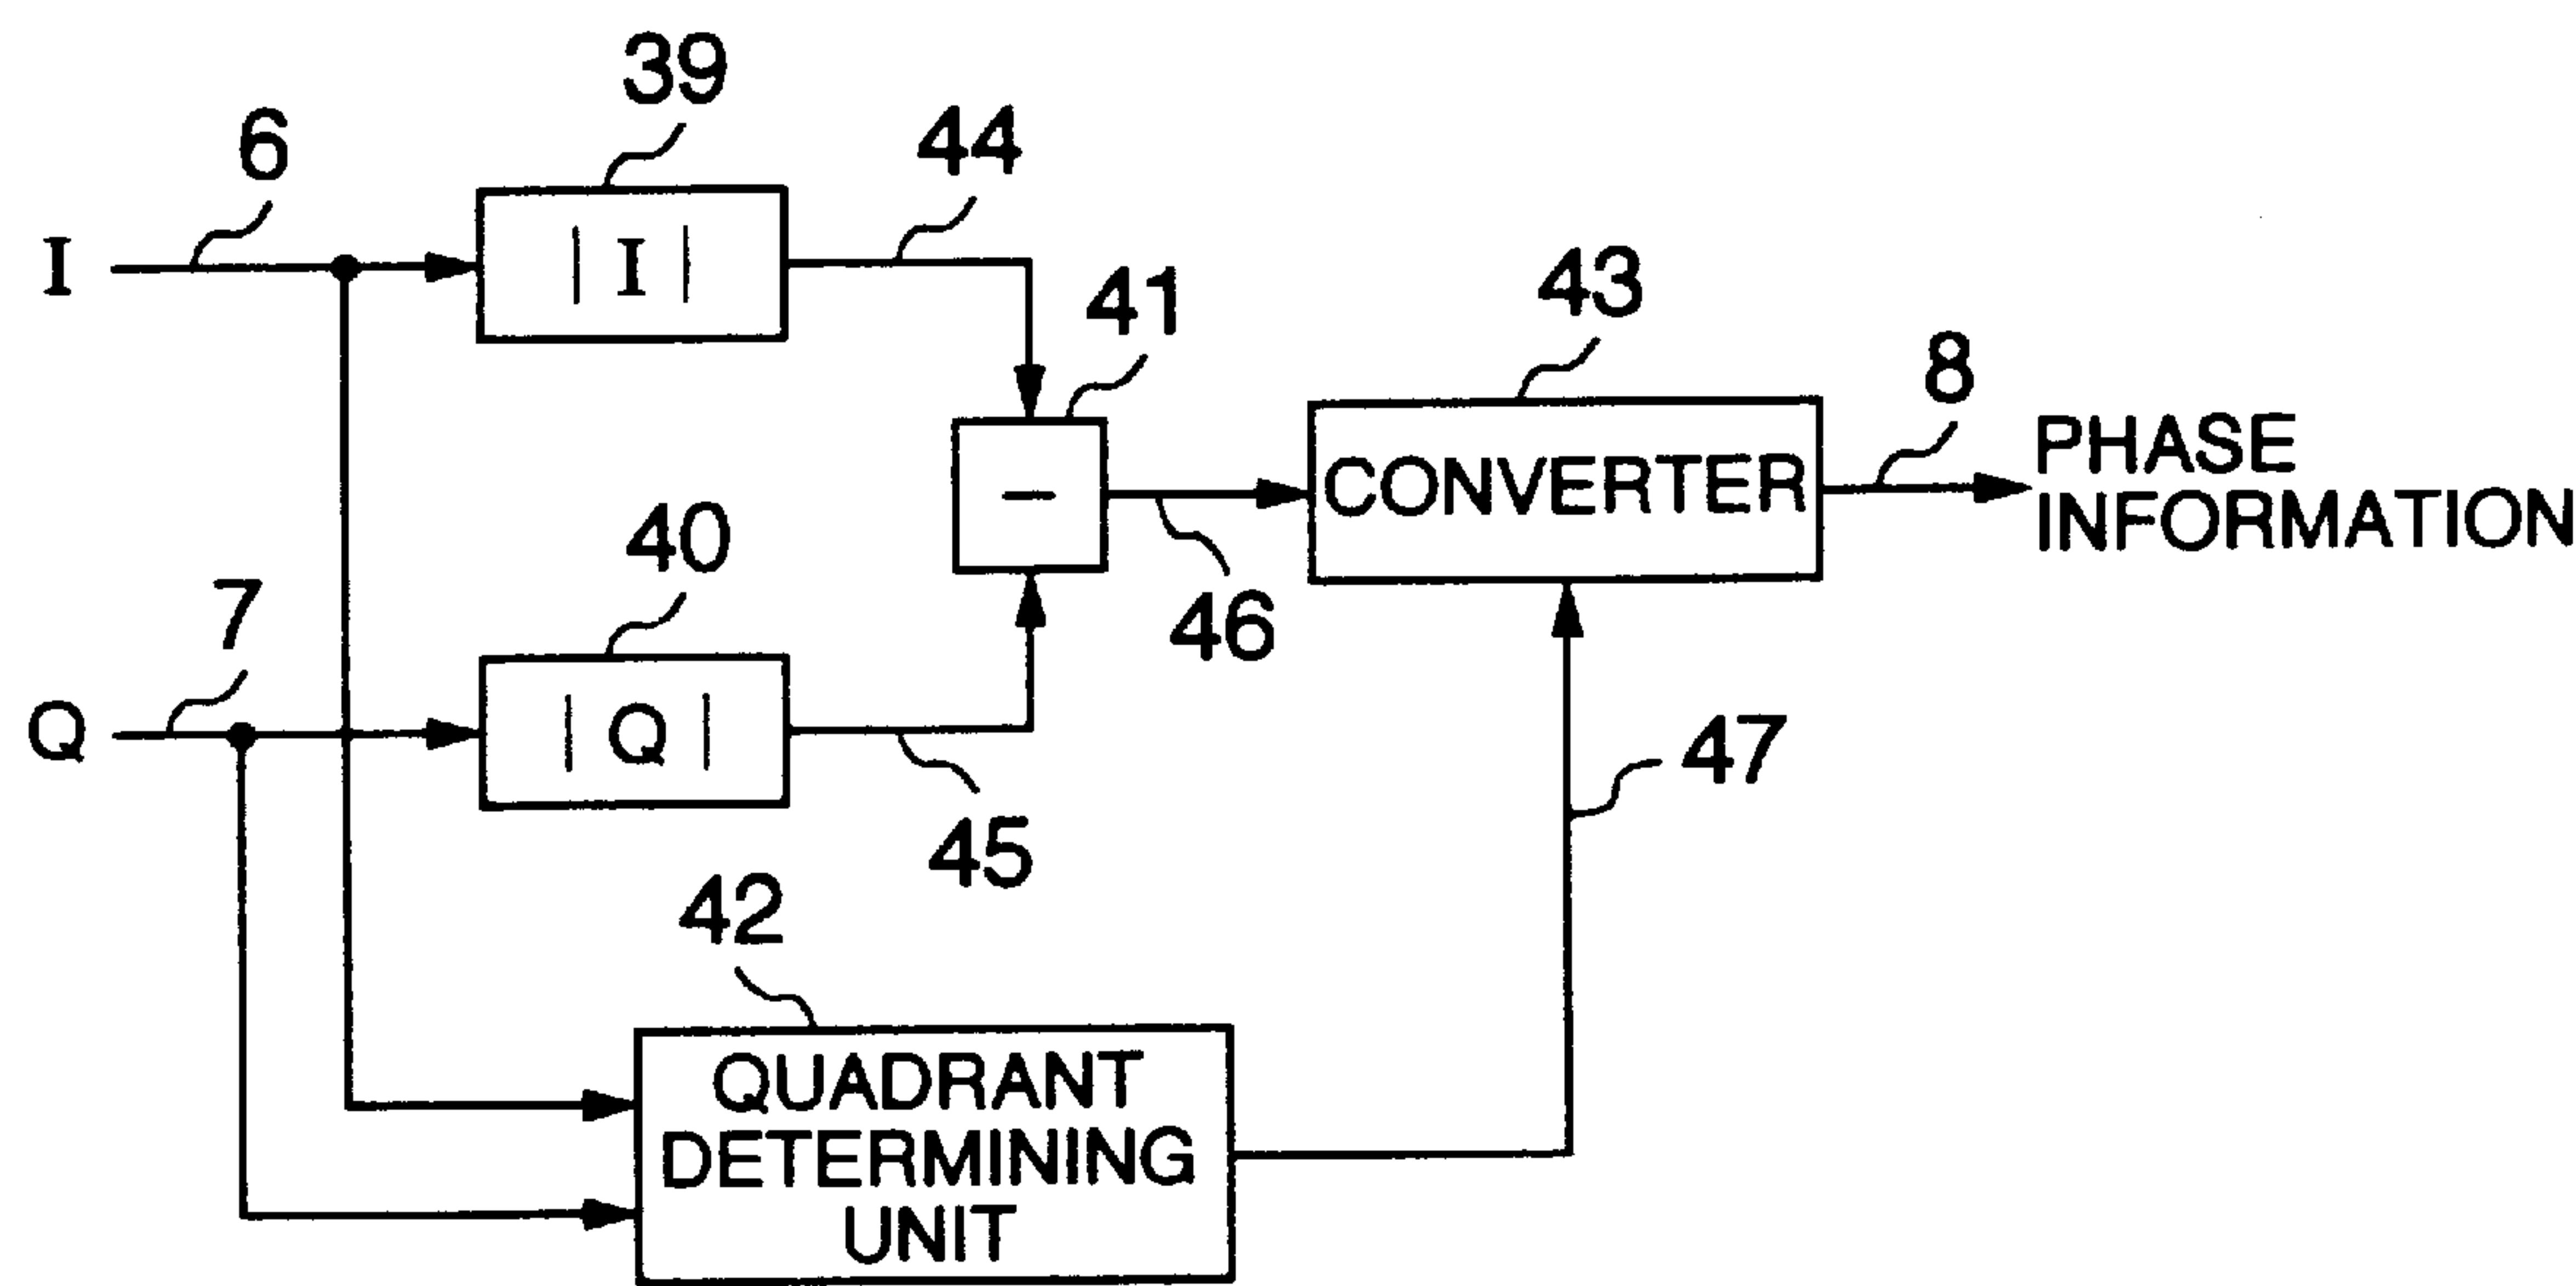 39
6
44
I
| I |
41
43
8
PHASE
INFORMATION
CONVERTER
−
40
46
7
Q
| Q |
47
45
42
QUADRANT
DETERMINING
UNIT